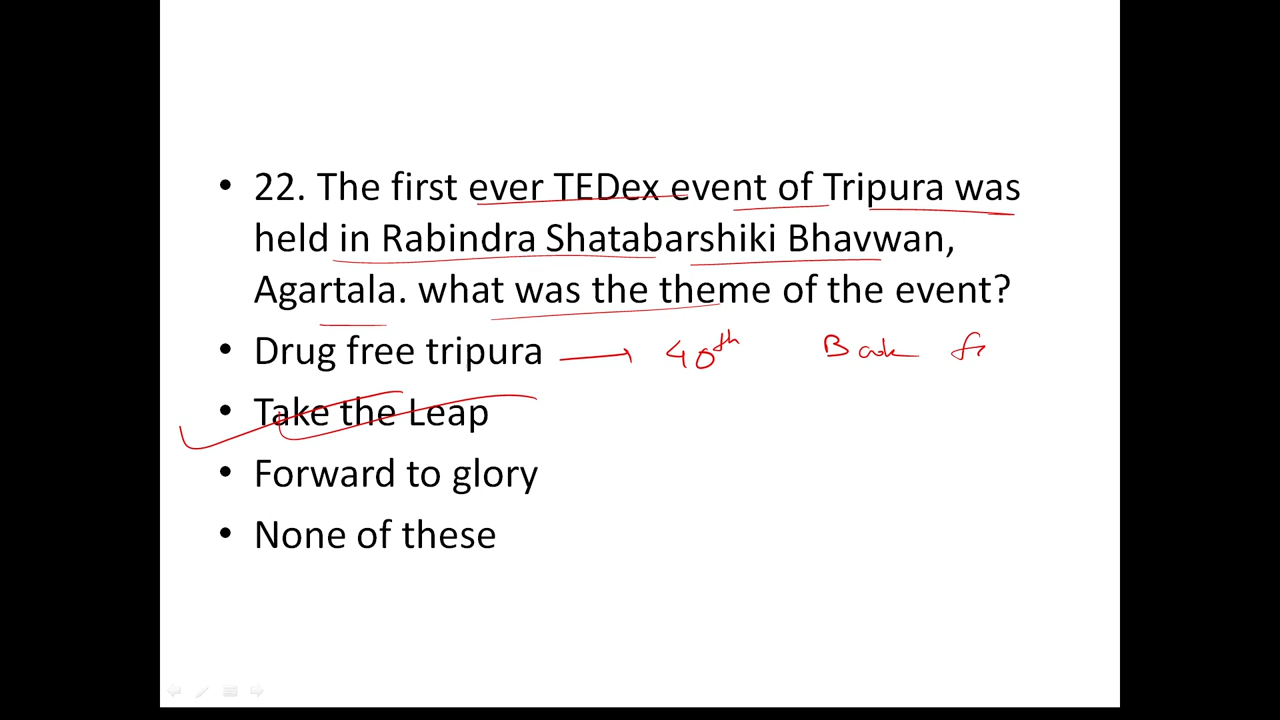 • 22. The first ever TEDex event of Tripura was
held in Rabindra Shatabarshiki Bhavwan,
Agartala. what was the theme of the event?
• Drug free tripura → 40th Book
• Take the Leap
• Forward to glory
• None of these